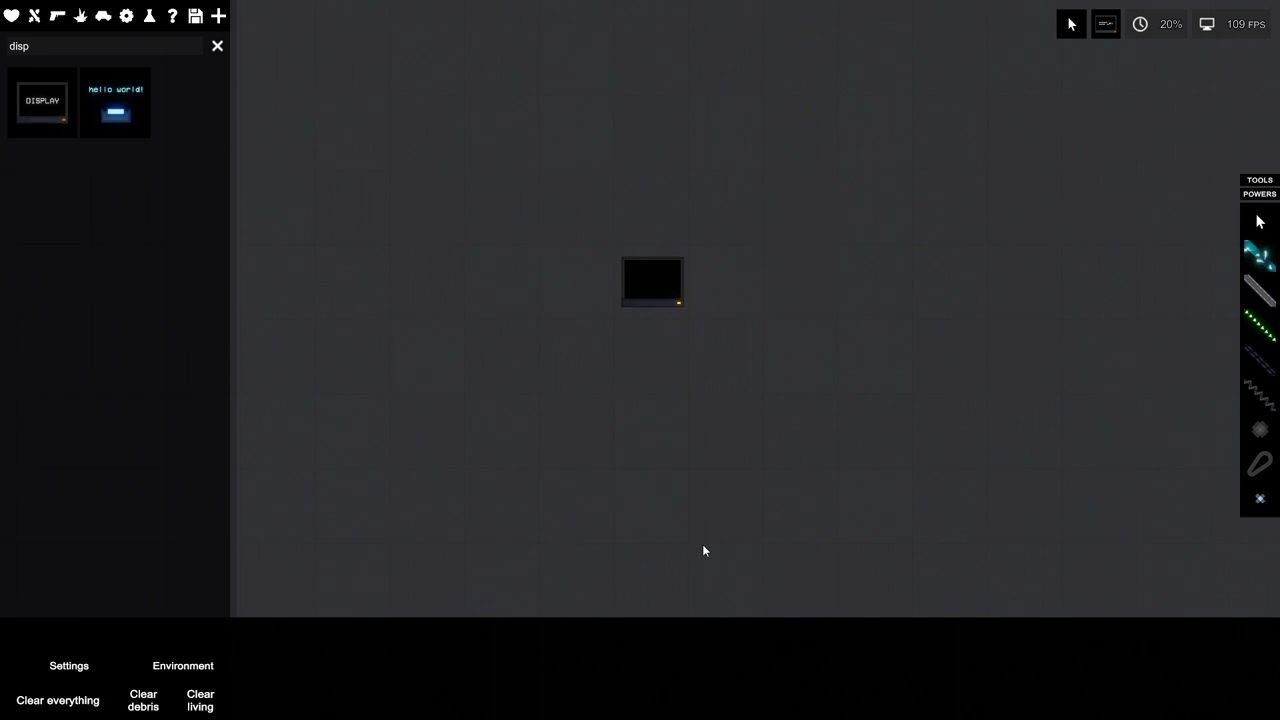 disp
20%
109 FPS
DISPLAY
hello world!
TOOLS
POWERS
Settings
Environment
Clear everything
Clear
debris
Clear
living